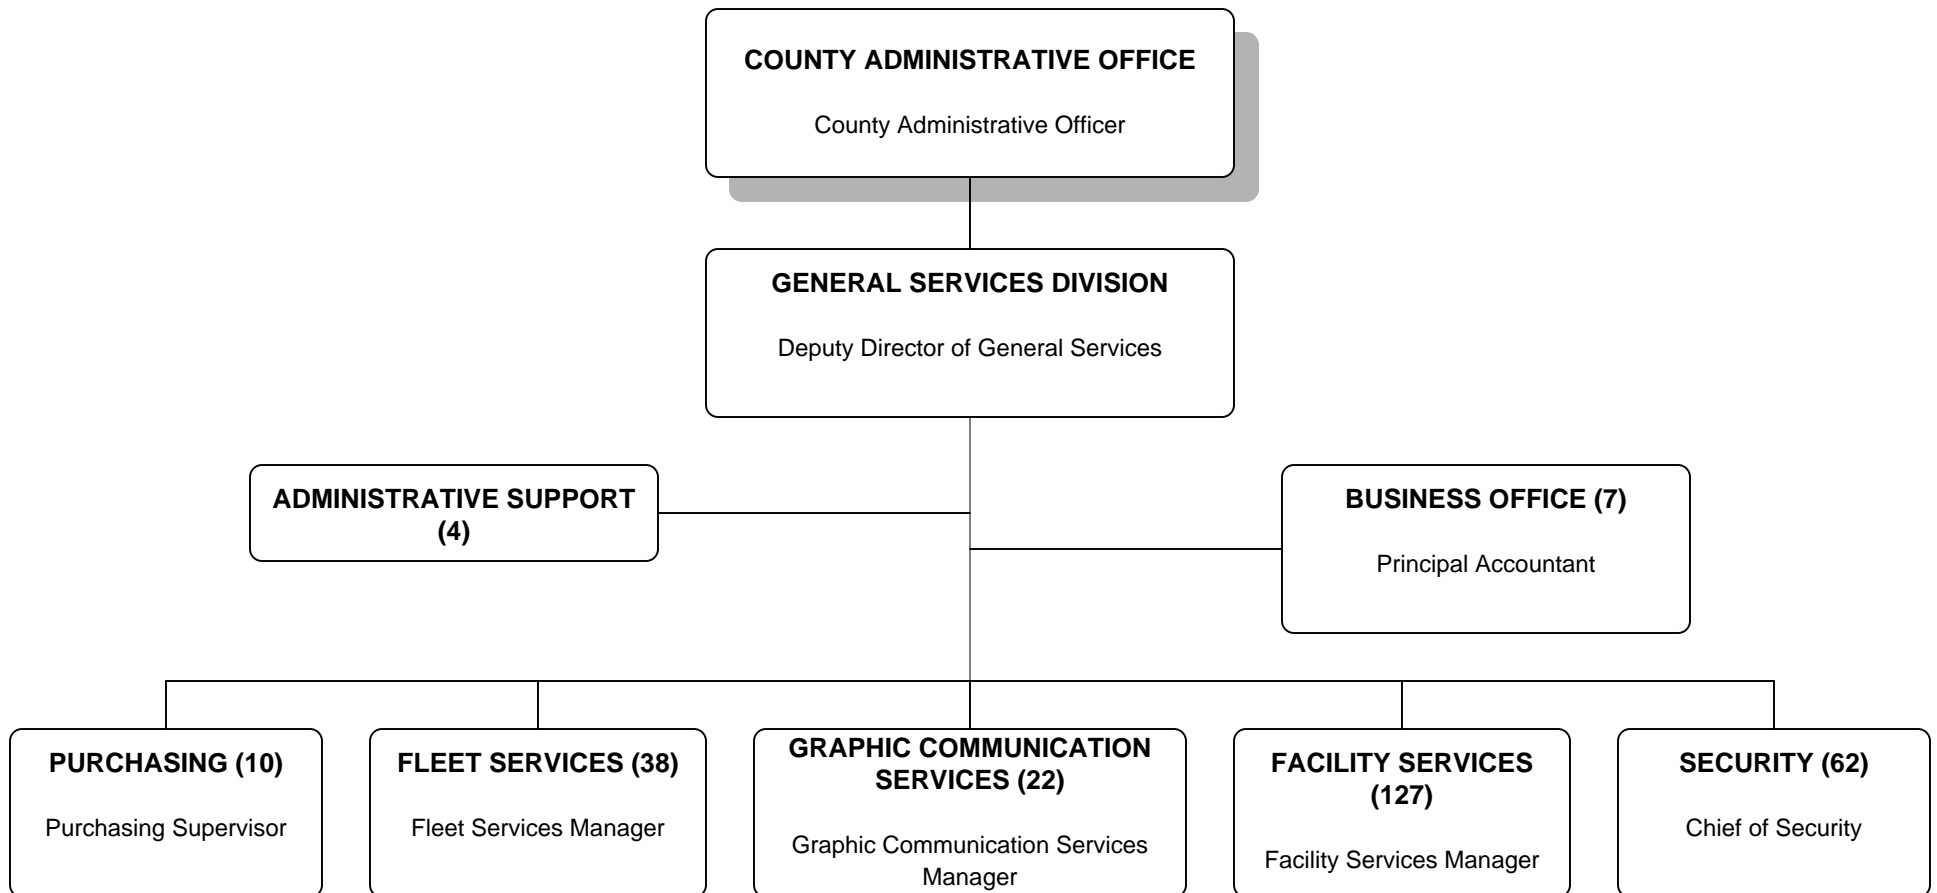 COUNTY ADMINISTRATIVE OFFICE
County Administrative Officer
GENERAL SERVICES DIVISION
Deputy Director of General Services
ADMINISTRATIVE SUPPORT
(4)
BUSINESS OFFICE (7)
Principal Accountant
PURCHASING (10)
Purchasing Supervisor
FLEET SERVICES (38)
Fleet Services Manager
GRAPHIC COMMUNICATION
SERVICES (22)
Graphic Communication Services
Manager
FACILITY SERVICES
(127)
Facility Services Manager
SECURITY (62)
Chief of Security